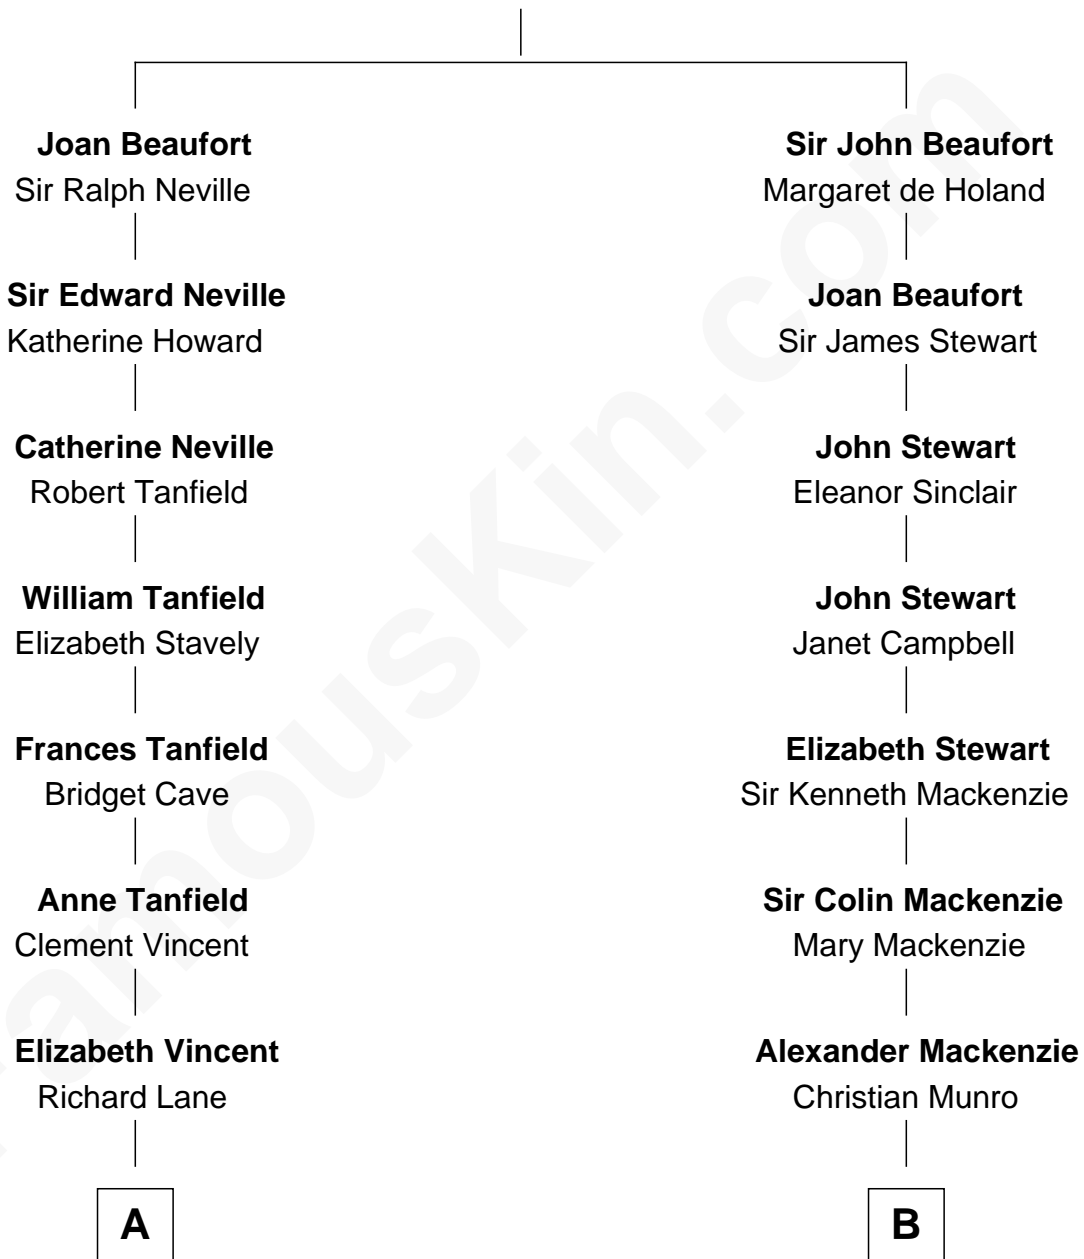 Joan Beaufort
Sir Ralph Neville
Sir Edward Neville
Katherine Howard
Catherine Neville
Robert Tanfield
William Tanfield
Elizabeth Stavely
Frances Tanfield
Bridget Cave
Anne Tanfield
Clement Vincent
Elizabeth Vincent
Richard Lane
A
Sir John Beaufort
Margaret de Holand
Joan Beaufort
Sir James Stewart
John Stewart
Eleanor Sinclair
John Stewart
Janet Campbell
Elizabeth Stewart
Sir Kenneth Mackenzie
Sir Colin Mackenzie
Mary Mackenzie
Alexander Mackenzie
Christian Munro
B
FamousKin.com